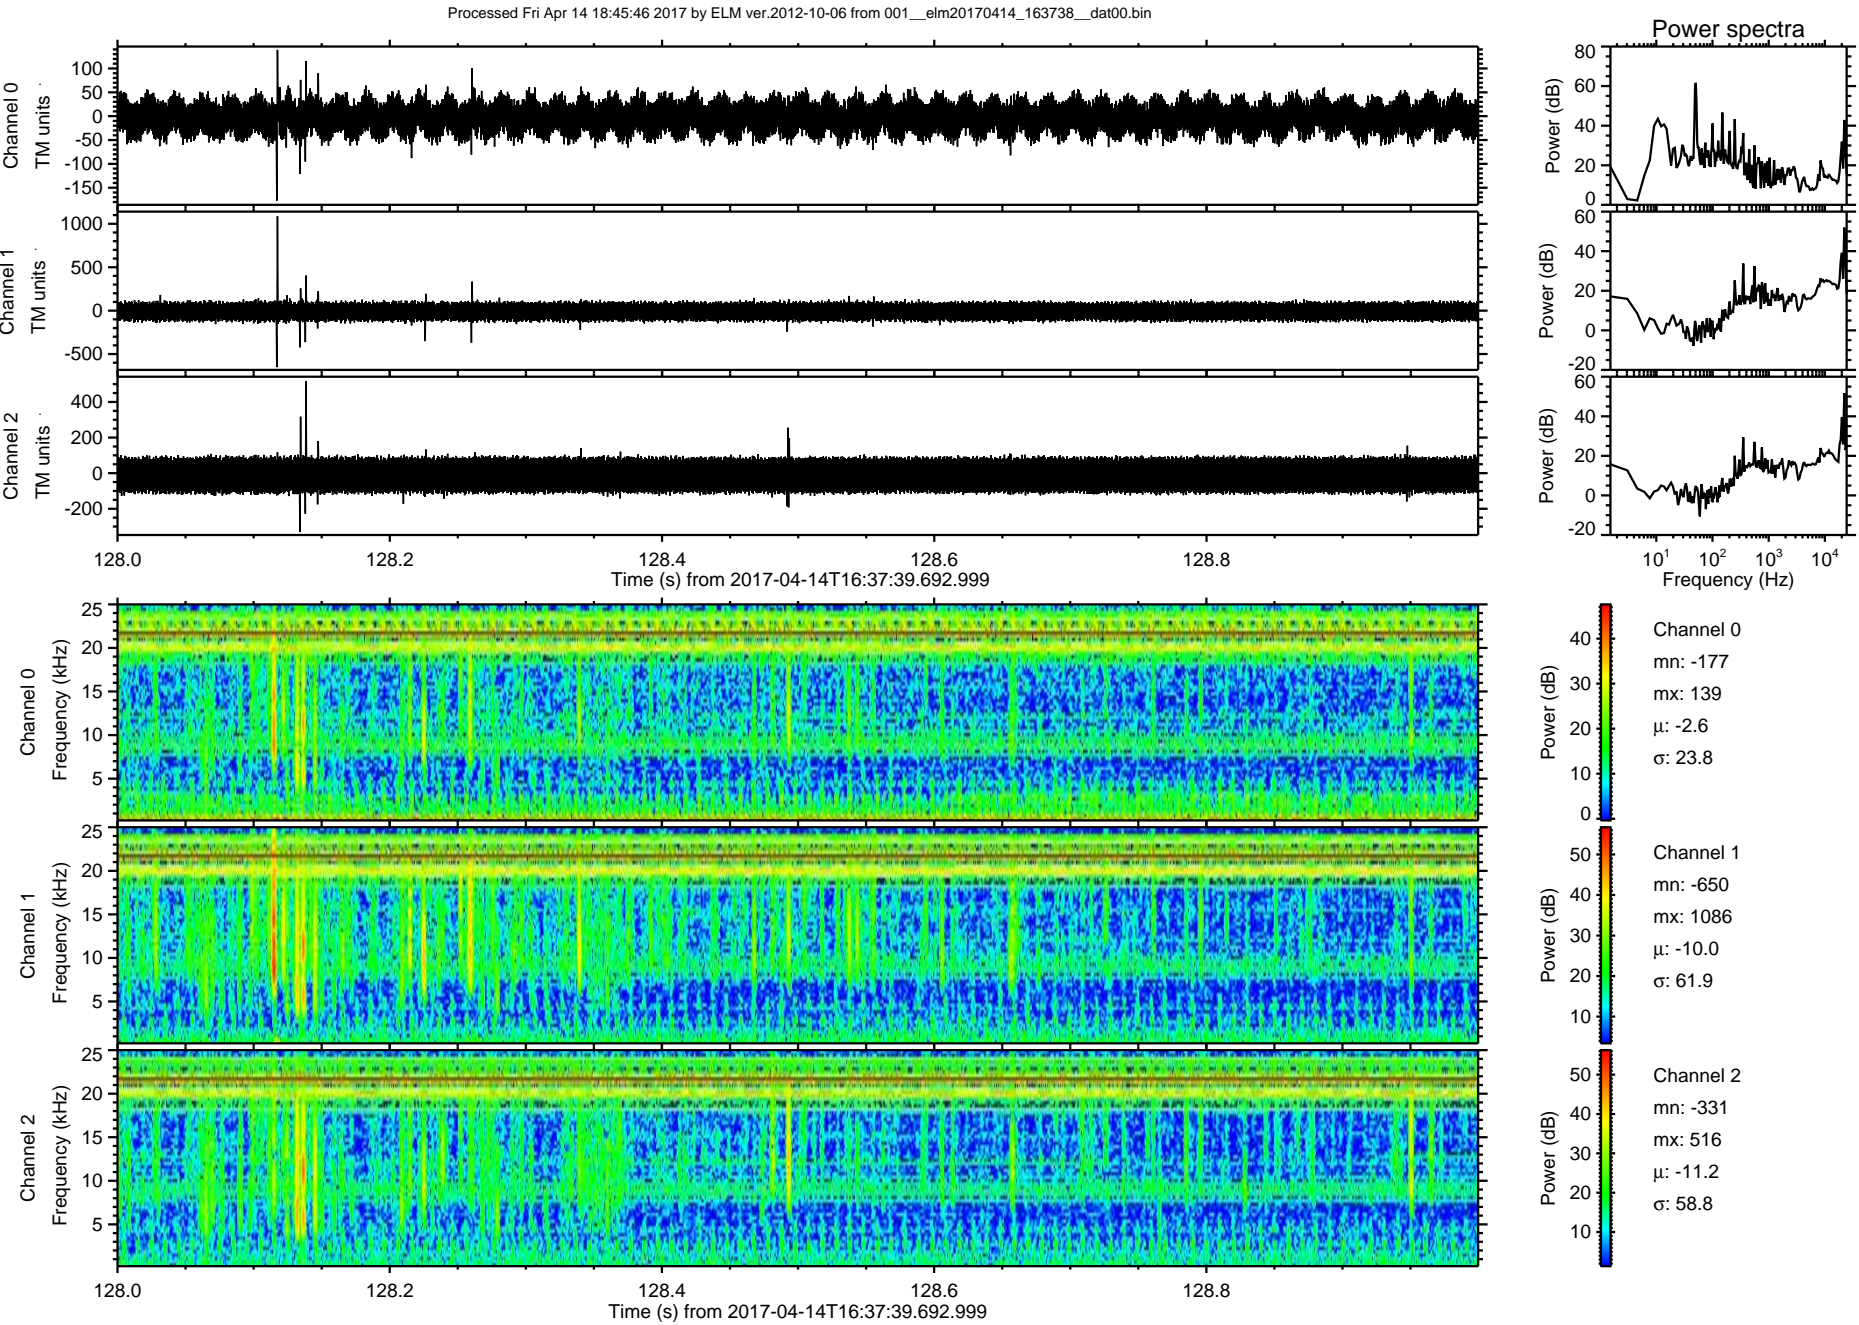 Processed Fri Apr 14 18:45:46 2017 by ELM ver.2012-10-06 from 001__elm20170414_163738__dat00.bin
Power spectra
Channel 0
TM units
100
50
0
-50
-100
-150
Power (dB)
80
60
40
20
0
Channel 1
TM units
1000
500
0
-500
Power (dB)
60
40
20
0
-20
Channel 2
TM units
400
200
0
-200
Power (dB)
60
40
20
0
-20
128.0 128.2 128.4 128.6 128.8
Time (s) from 2017-04-14T16:37:39.692.999
10^1 10^2 10^3 10^4
Frequency (Hz)
Channel 0
Frequency (kHz)
25
20
15
10
5
Power (dB)
40
30
20
10
0
Channel 0
mn: -177
mx: 139
μ: -2.6
σ: 23.8
Channel 1
Frequency (kHz)
25
20
15
10
5
Power (dB)
50
40
30
20
10
Channel 1
mn: -650
mx: 1086
μ: -10.0
σ: 61.9
Channel 2
Frequency (kHz)
25
20
15
10
5
Power (dB)
50
40
30
20
10
Channel 2
mn: -331
mx: 516
μ: -11.2
σ: 58.8
128.0 128.2 128.4 128.6 128.8
Time (s) from 2017-04-14T16:37:39.692.999